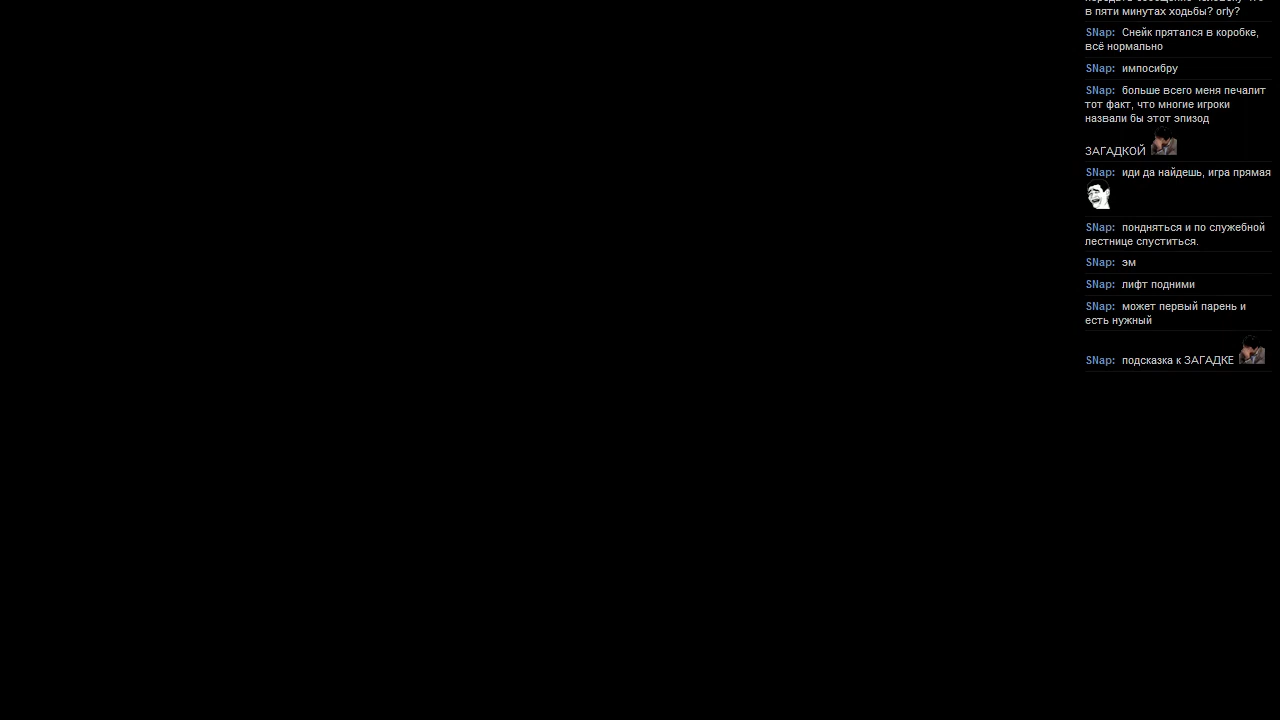 в пяти минутах ходьбы? orly?
SNap: Снейк прятался в коробке,
всё нормально
SNap: импосибру
SNap: больше всего меня печалит
тот факт, что многие игроки
назвали бы этот эпизод
ЗАГАДКОЙ
SNap: иди да найдешь, игра прямая
SNap: пондняться и по служебной
лестнице спуститься.
SNap: эм
SNap: лифт подними
SNap: может первый парень и
есть нужный
SNap: подсказка к ЗАГАДКЕ